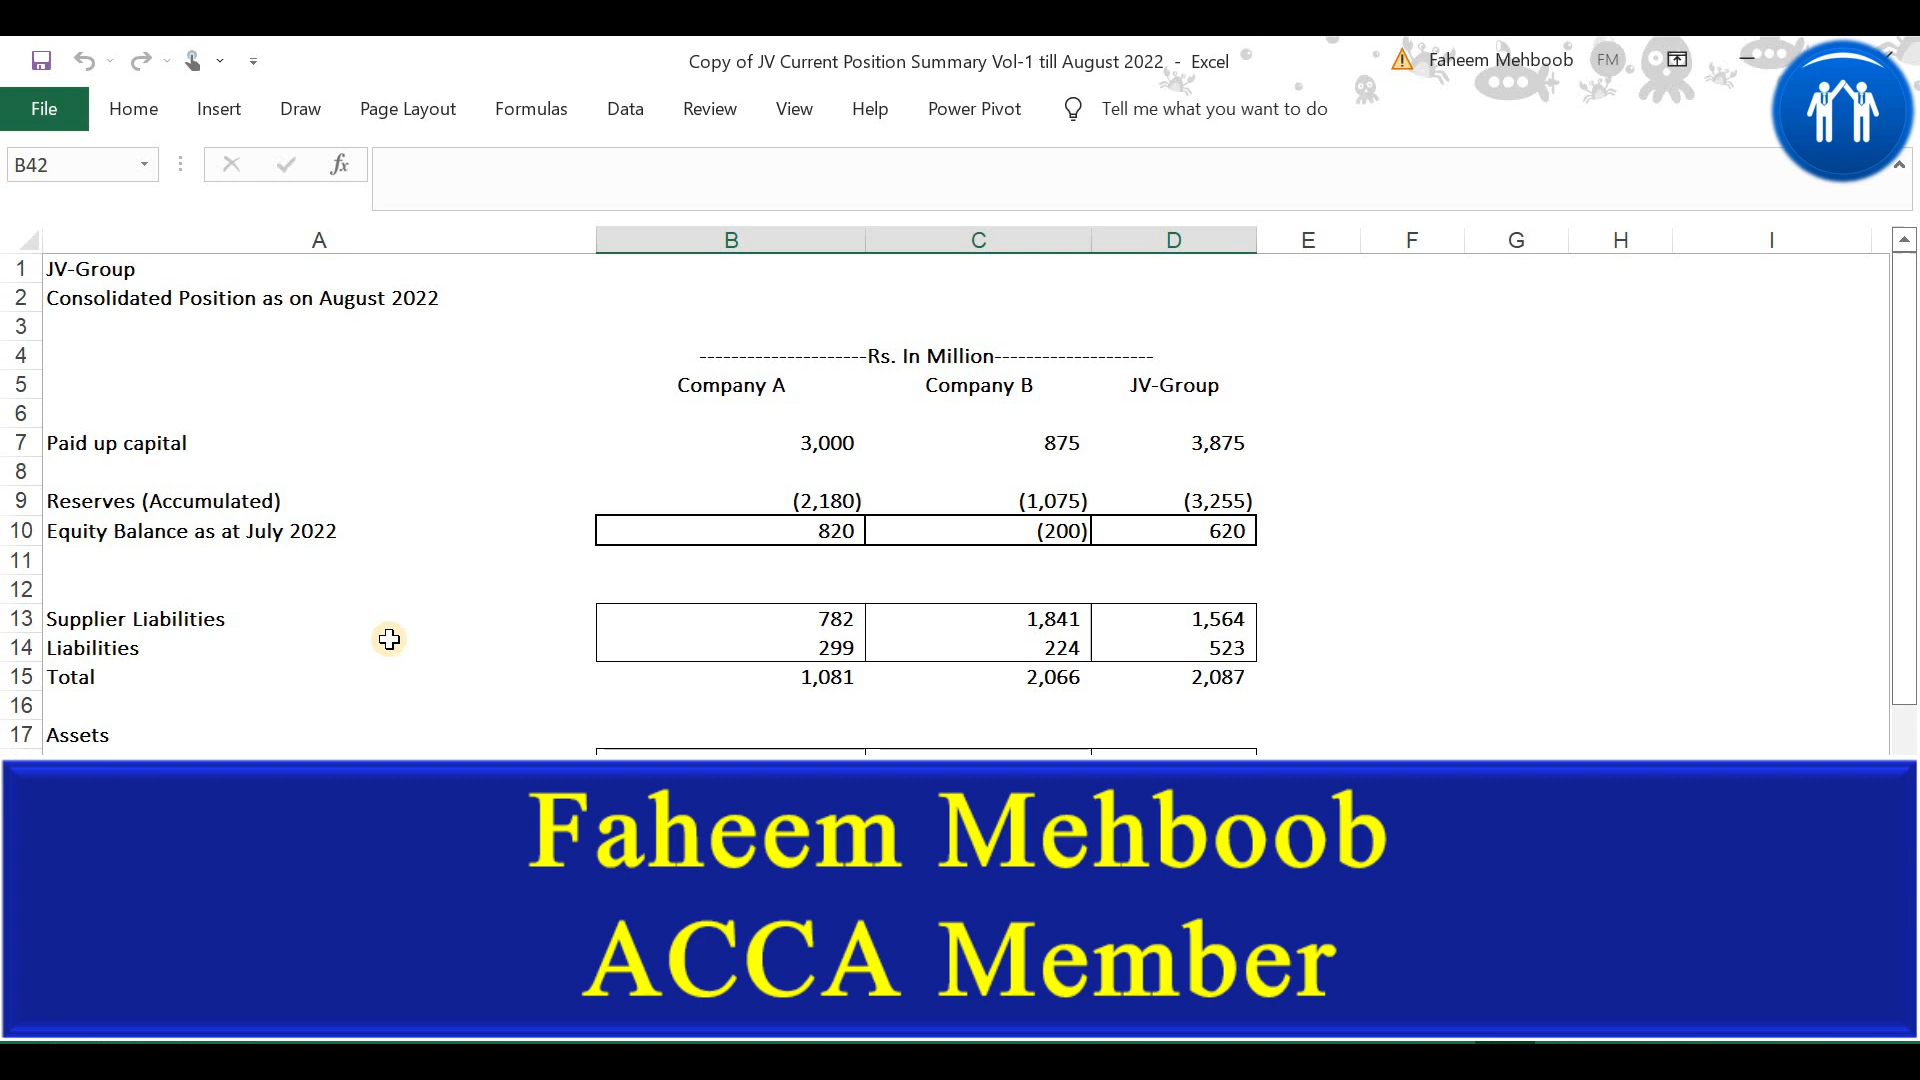 Copy of JV Current Position Summary Vol-1 till August 2022 - Excel
Faheem Mehboob FM
File Home Insert Draw Page Layout Formulas Data Review View Help Power Pivot Tell me what you want to do
B42 fx
A B C D E F G H I
1 JV-Group
2 Consolidated Position as on August 2022
3
4 ---------------------Rs. In Million--------------------
5 Company A Company B JV-Group
6
7 Paid up capital 3,000 875 3,875
8
9 Reserves (Accumulated) (2,180) (1,075) (3,255)
10 Equity Balance as at July 2022 820 (200) 620
11
12
13 Supplier Liabilities 782 1,841 1,564
14 Liabilities 299 224 523
15 Total 1,081 2,066 2,087
16
17 Assets
Faheem Mehboob
ACCA Member